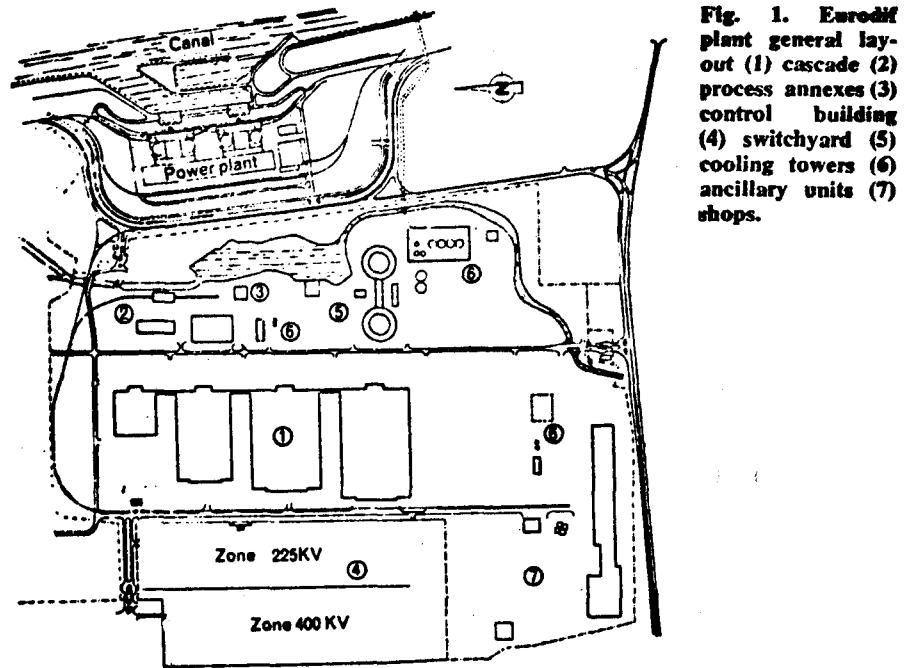 Fig. 1. Eurodif
plant general lay-
out (1) cascade (2)
process annexes (3)
control building
(4) switchyard (5)
cooling towers (6)
ancillary units (7)
shops.
Canal
N
Power plant
6
3
2
5
6
1
6
Zone 225KV
4
7
Zone 400 KV